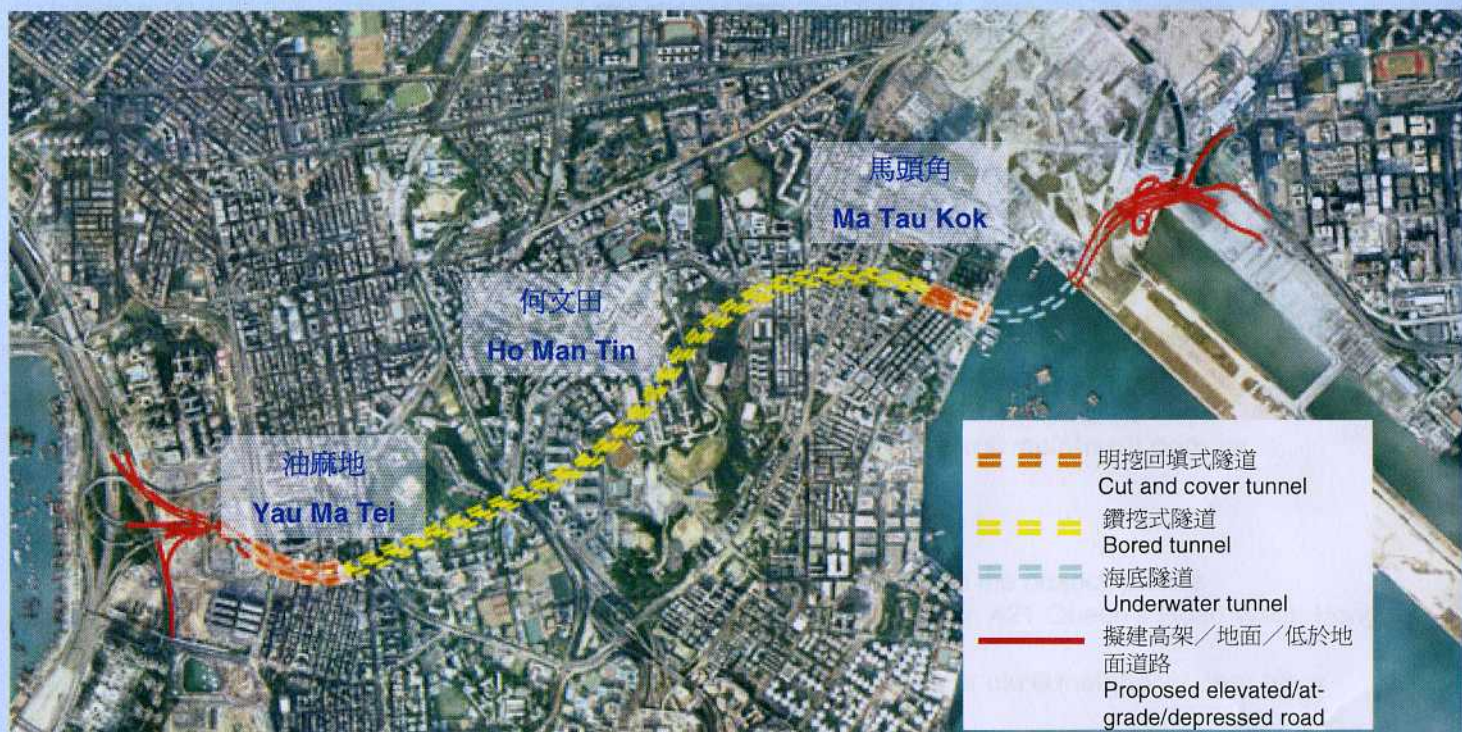 馬頭角
Ma Tau Kok
何文田
Ho Man Tin
油麻地
Yau Ma Tei
明挖回填式隧道
Cut and cover tunnel
鑽挖式隧道
Bored tunnel
海底隧道
Underwater tunnel
擬建高架／地面／低於地
面道路
Proposed elevated/at-
grade/depressed road